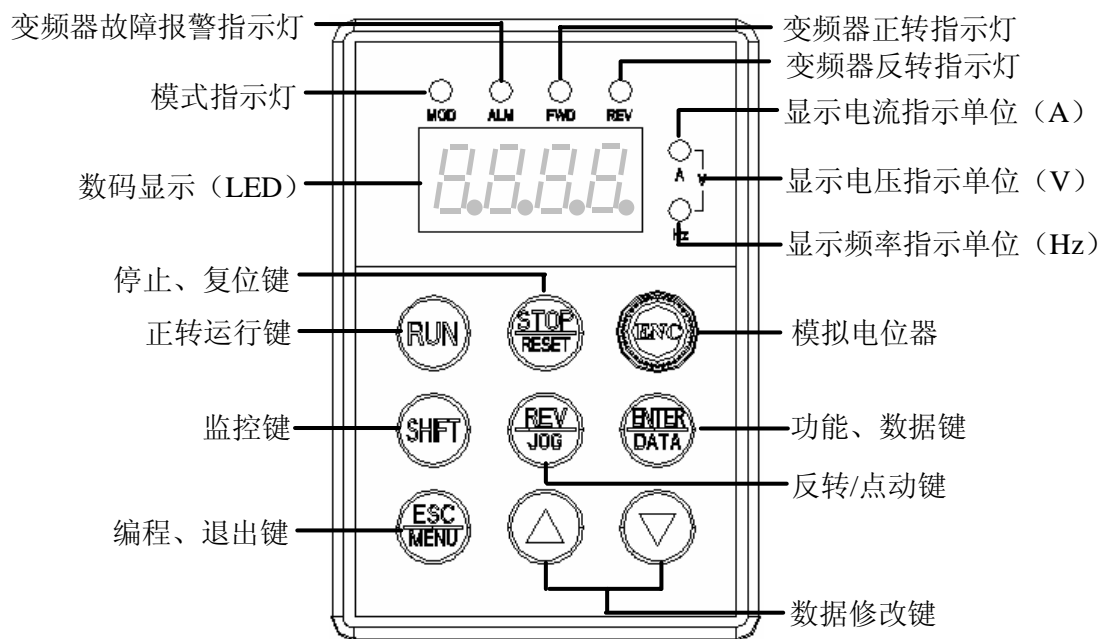 变频器故障报警指示灯
变频器正转指示灯
变频器反转指示灯
模式指示灯
MOD ALM FWD REV
显示电流指示单位（A）
A
数码显示（LED）
8.8.8.8.
V
显示电压指示单位（V）
Hz
显示频率指示单位（Hz）
停止、复位键
正转运行键
RUN
STOP
RESET
ENC
模拟电位器
监控键
SHIFT
REV
JOG
ENTER
DATA
功能、数据键
反转/点动键
编程、退出键
ESC
MENU
数据修改键